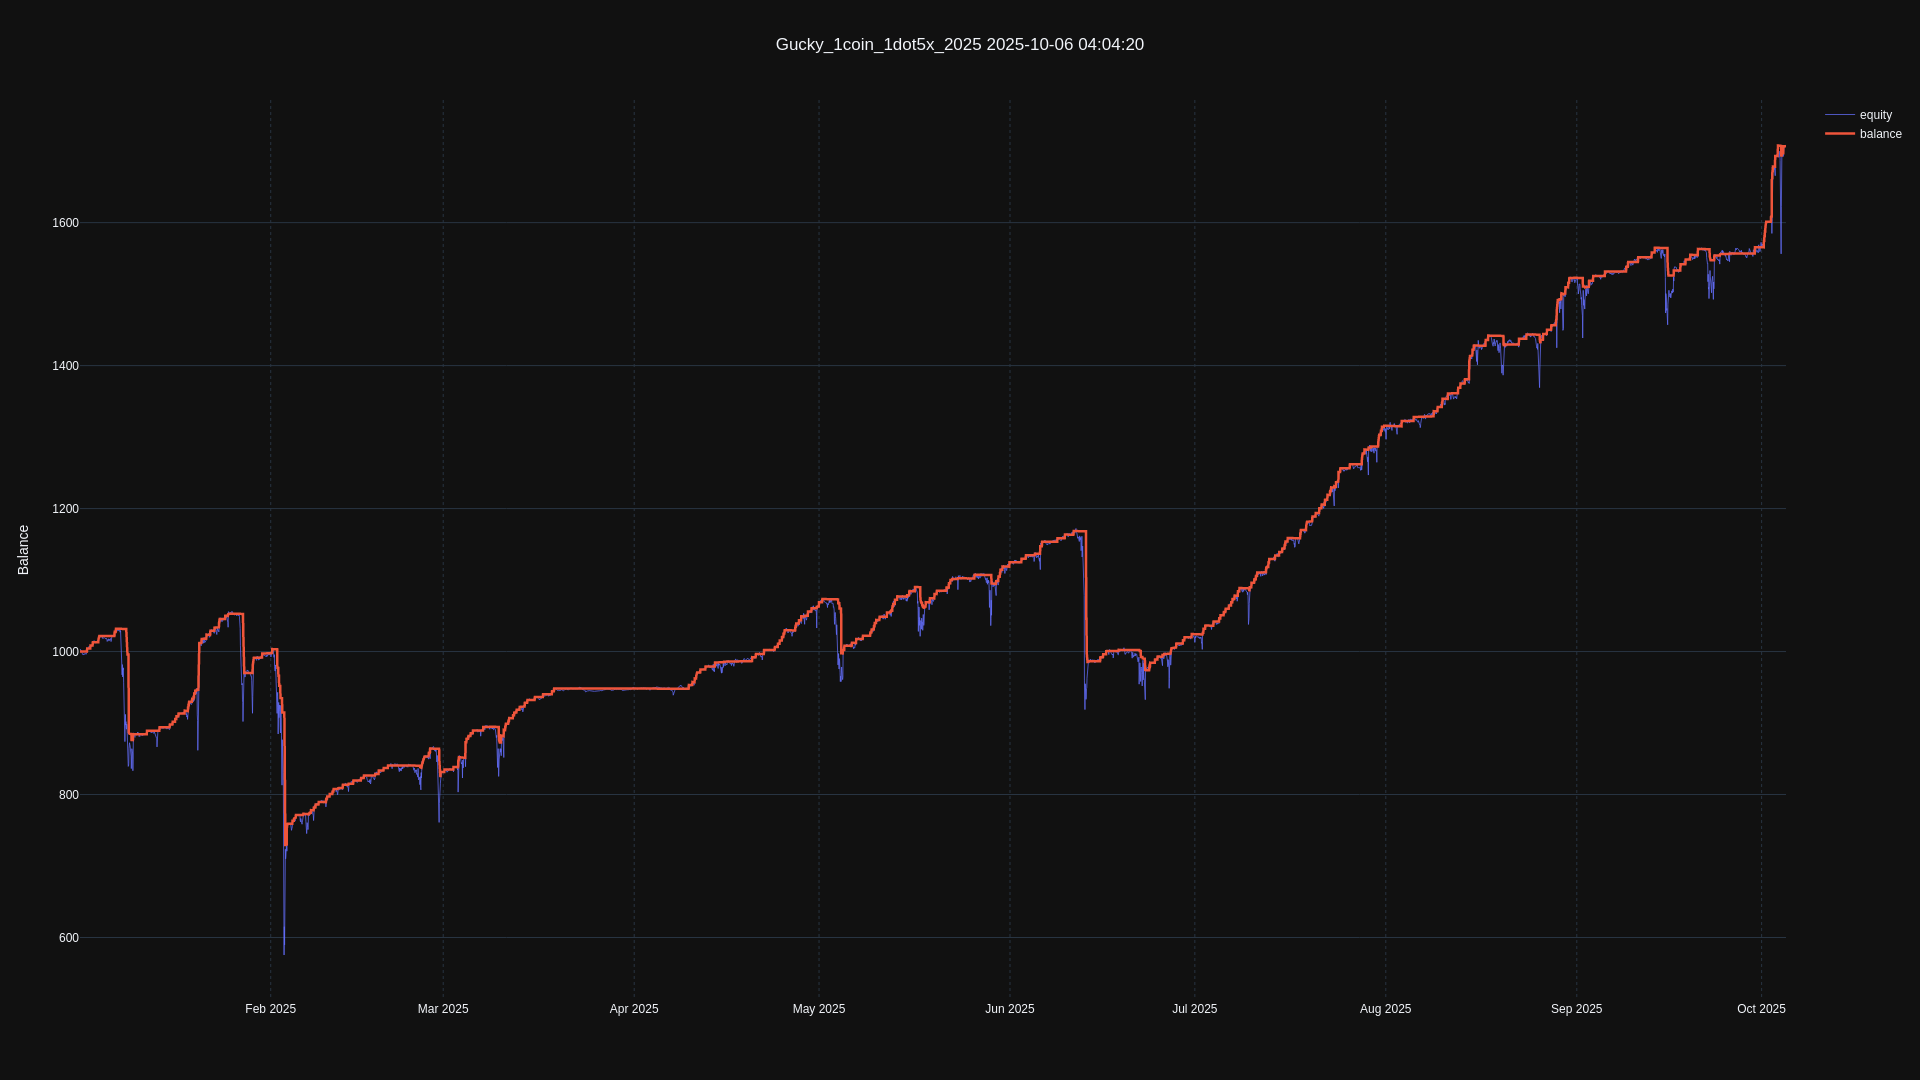 Gucky_1coin_1dot5x_2025 2025-10-06 04:04:20
equity
balance
1600
1400
1200
1000
800
600
Balance
Feb 2025
Mar 2025
Apr 2025
May 2025
Jun 2025
Jul 2025
Aug 2025
Sep 2025
Oct 2025